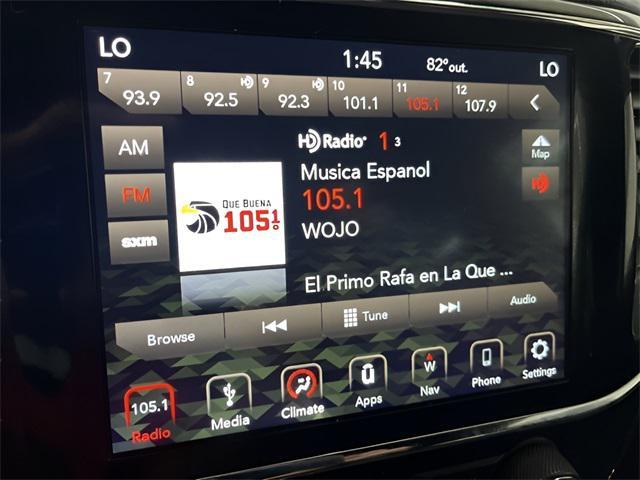 LO 1:45 82° out. LO
7 93.9 8 92.5 HD 9 92.3 HD 10 101.1 11 105.1 12 107.9
AM HD Radio 1 3 Map
FM
sxm
QUE BUENA
105.1
Musica Espanol
105.1
WOJO
El Primo Rafa en La Que ...
Browse Tune Audio
105.1 W
Radio Media Climate Apps Nav Phone Settings